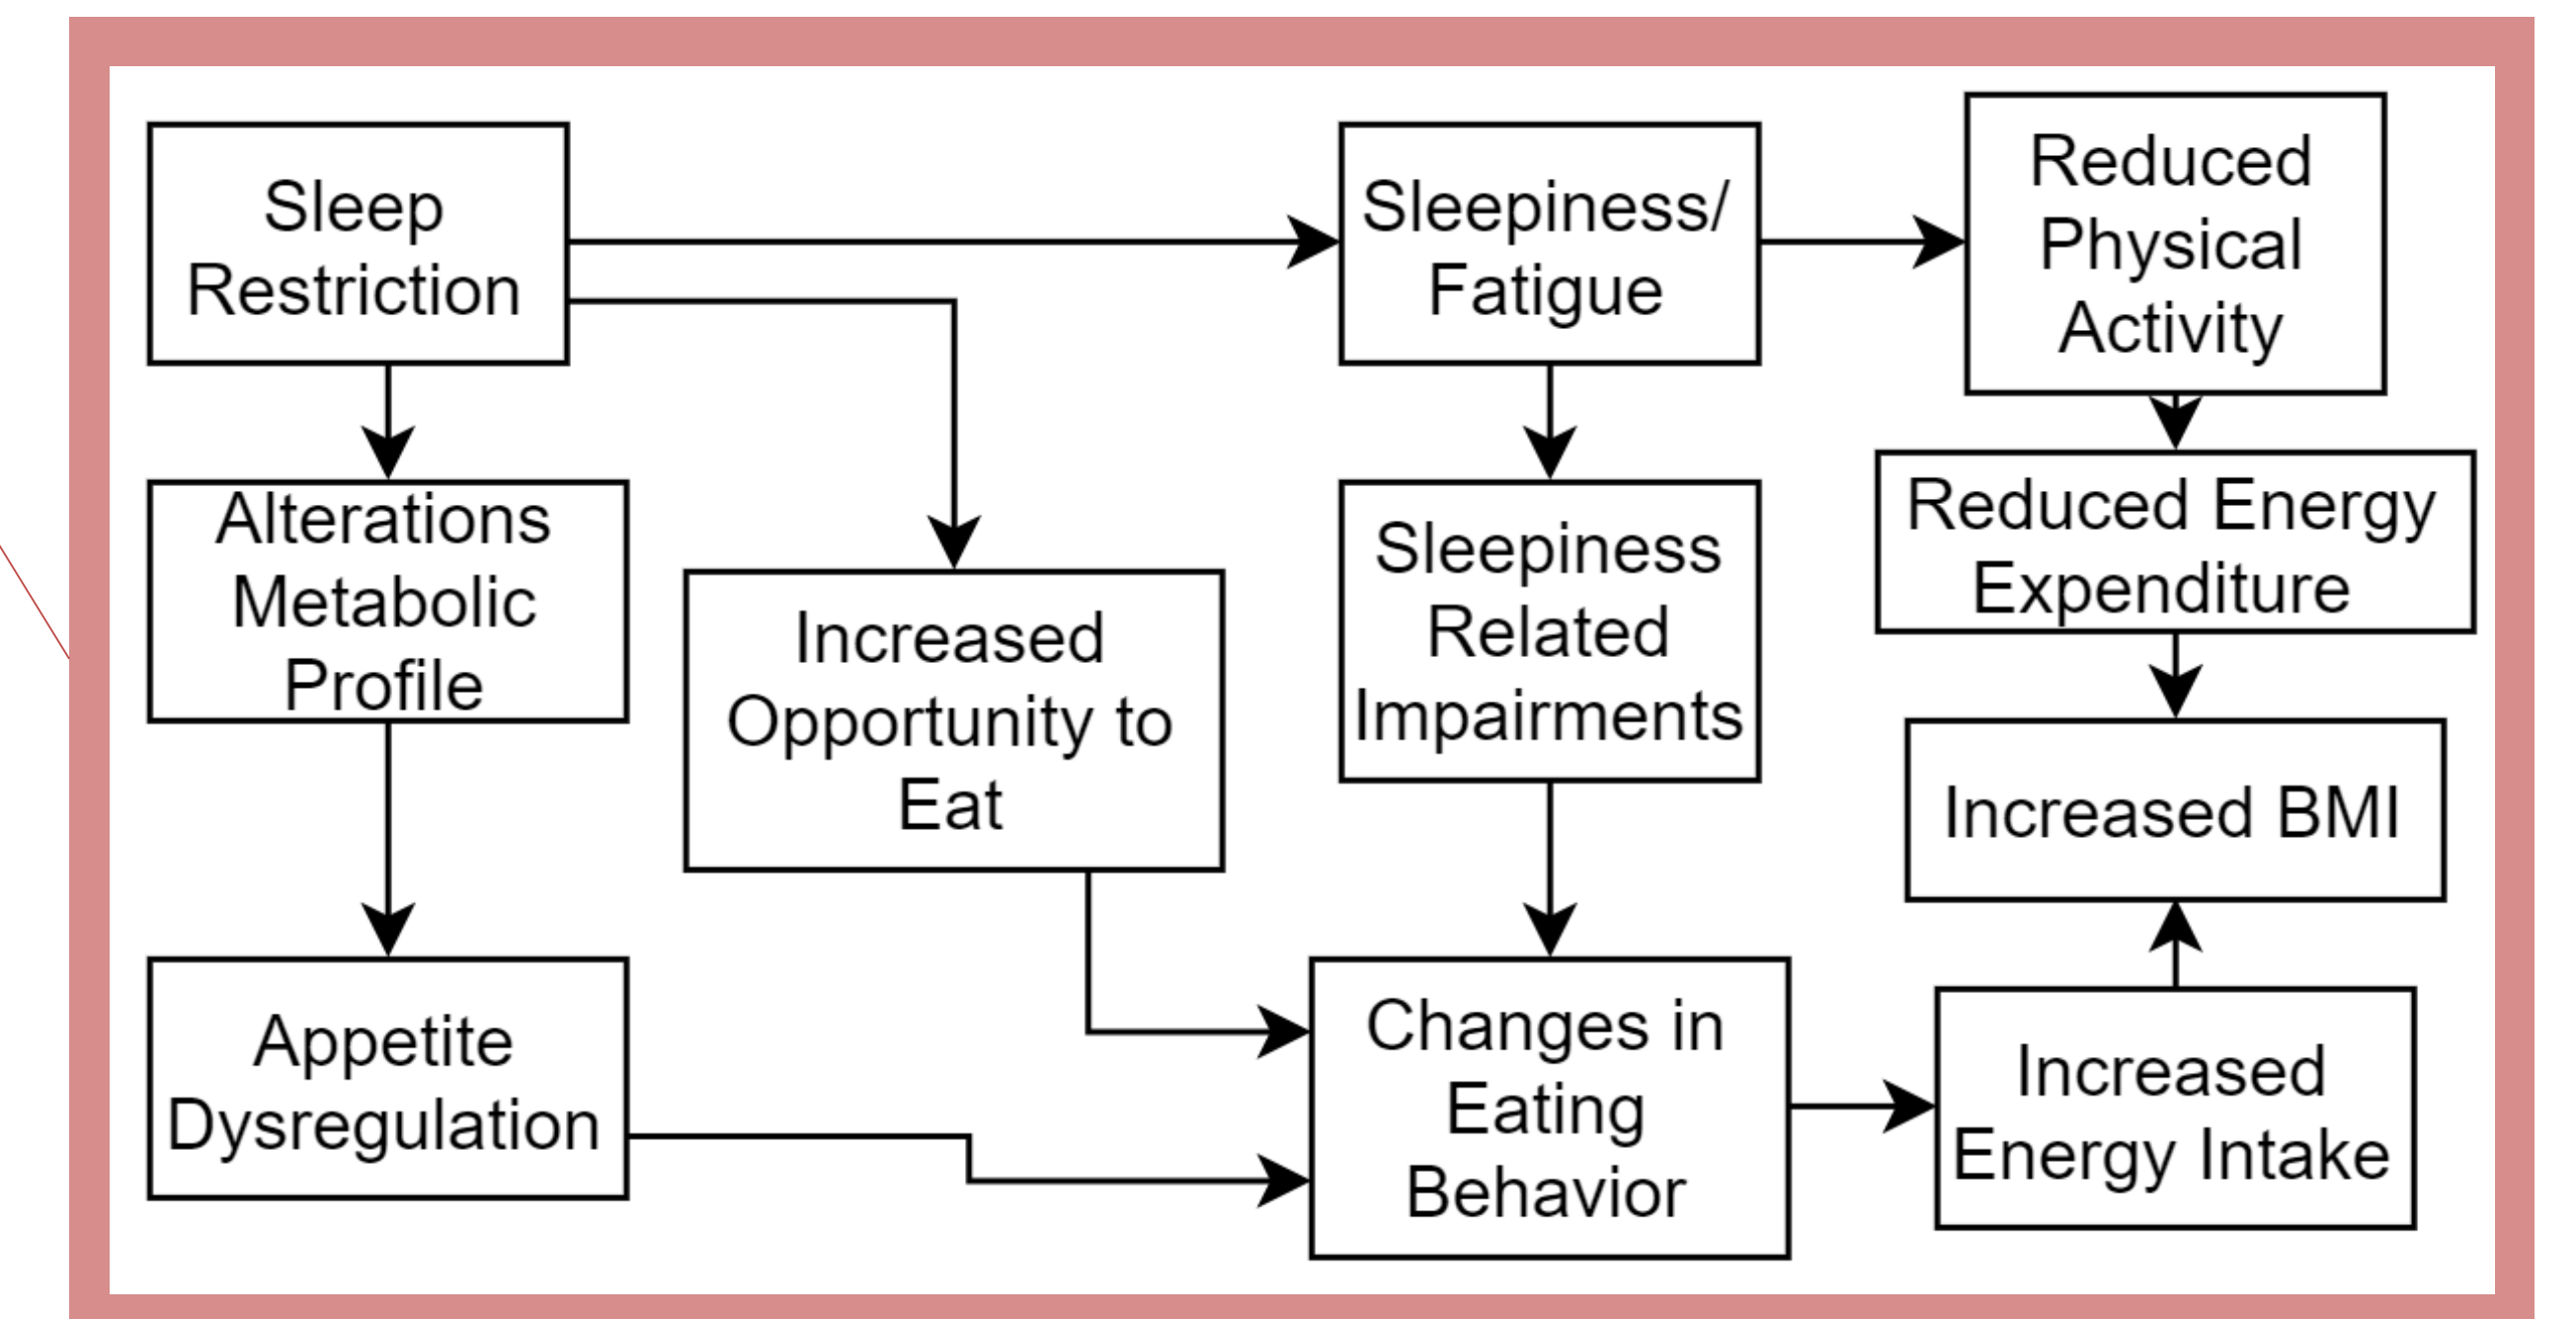 Sleep
Restriction
Sleepiness/
Fatigue
Reduced
Physical
Activity
Alterations
Metabolic
Profile
Increased
Opportunity to
Eat
Sleepiness
Related
Impairments
Reduced Energy
Expenditure
Increased BMI
Appetite
Dysregulation
Changes in
Eating
Behavior
Increased
Energy Intake